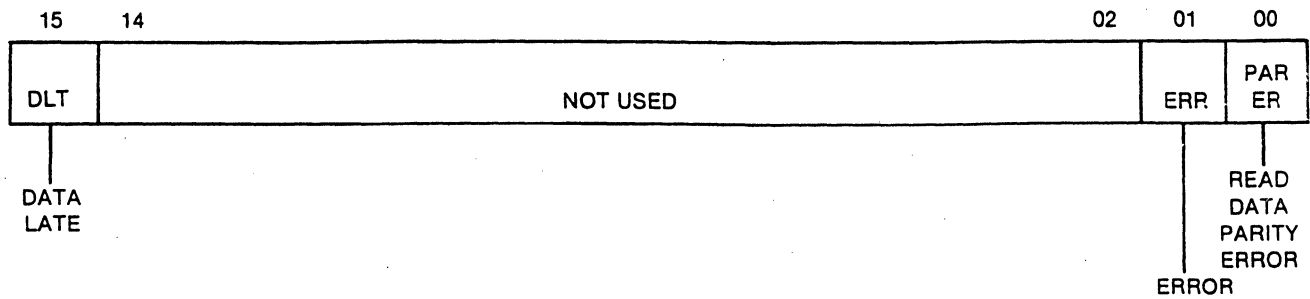 15 14 02 01 00
DLT NOT USED ERR PAR
ER
DATA
LATE
READ
DATA
PARITY
ERROR
ERROR